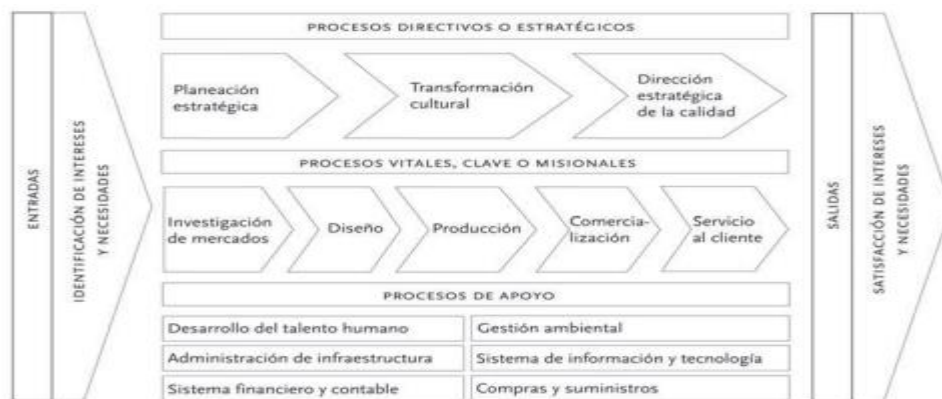 ENTRADAS
IDENTIFICACIÓN DE INTERESES
Y NECESIDADES
PROCESOS DIRECTIVOS O ESTRATÉGICOS
Planeación
estratégica
Transformación
cultural
Dirección
estratégica
de la calidad
PROCESOS VITALES, CLAVE O MISIONALES
Investigación
de mercados
Diseño
Producción
Comercia-
lización
Servicio
al cliente
PROCESOS DE APOYO
Desarrollo del talento humano
Gestión ambiental
Administración de infraestructura
Sistema de información y tecnología
Sistema financiero y contable
Compras y suministros
SALIDAS
SATISFACCIÓN DE INTERESES
Y NECESIDADES